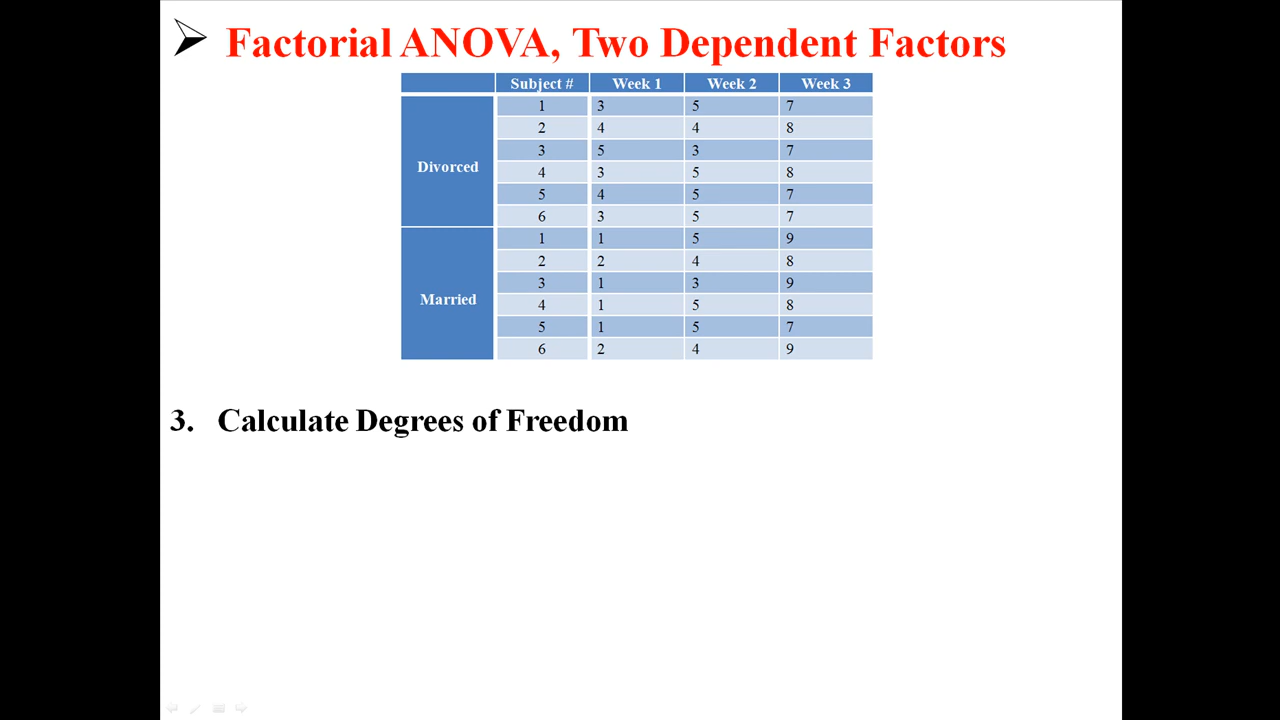 Factorial ANOVA, Two Dependent Factors
Subject # Week 1 Week 2 Week 3
Divorced
1 3 5 7
2 4 4 8
3 5 3 7
4 3 5 8
5 4 5 7
6 3 5 7
Married
1 1 5 9
2 2 4 8
3 1 3 9
4 1 5 8
5 1 5 7
6 2 4 9
3. Calculate Degrees of Freedom